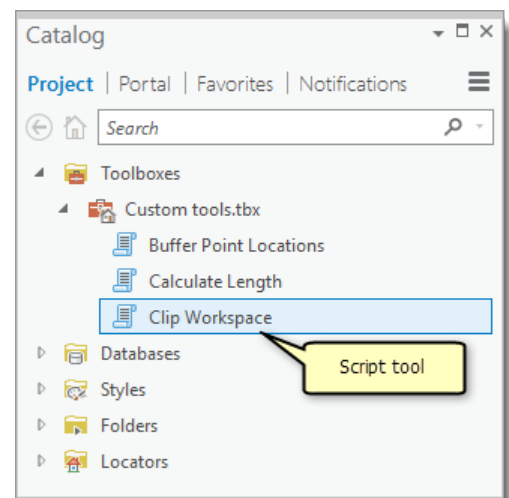 Catalog
Project | Portal | Favorites | Notifications
Search
Toolboxes
Custom tools.tbx
Buffer Point Locations
Calculate Length
Clip Workspace
Script tool
Databases
Styles
Folders
Locators